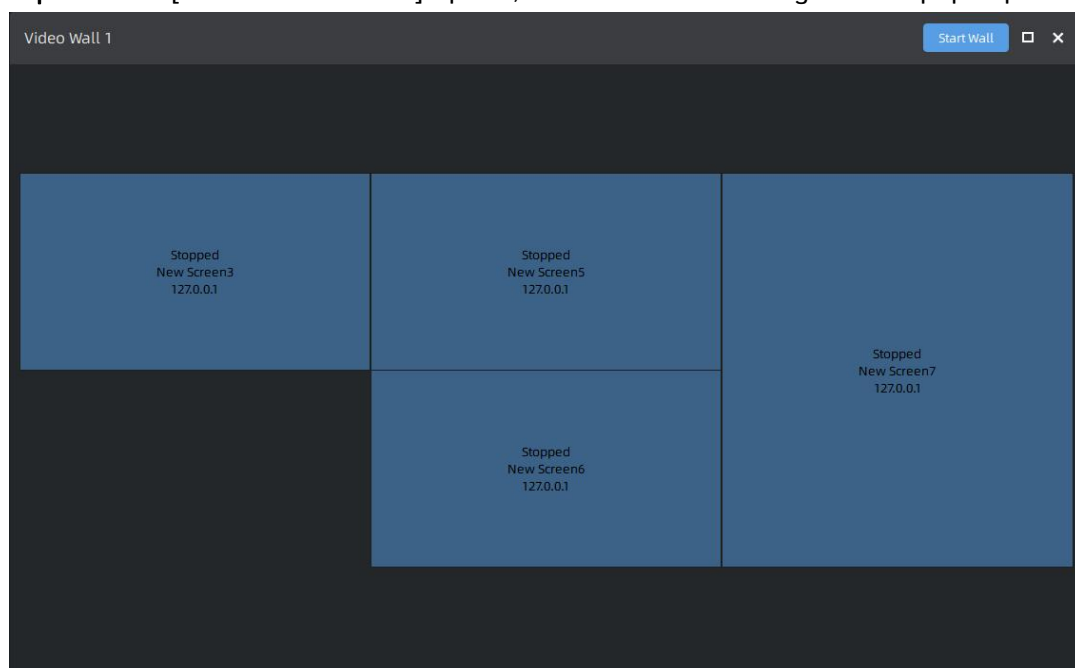 Video Wall 1
Start Wall
Stopped
New Screen3
127.0.0.1
Stopped
New Screen5
127.0.0.1
Stopped
New Screen7
127.0.0.1
Stopped
New Screen6
127.0.0.1